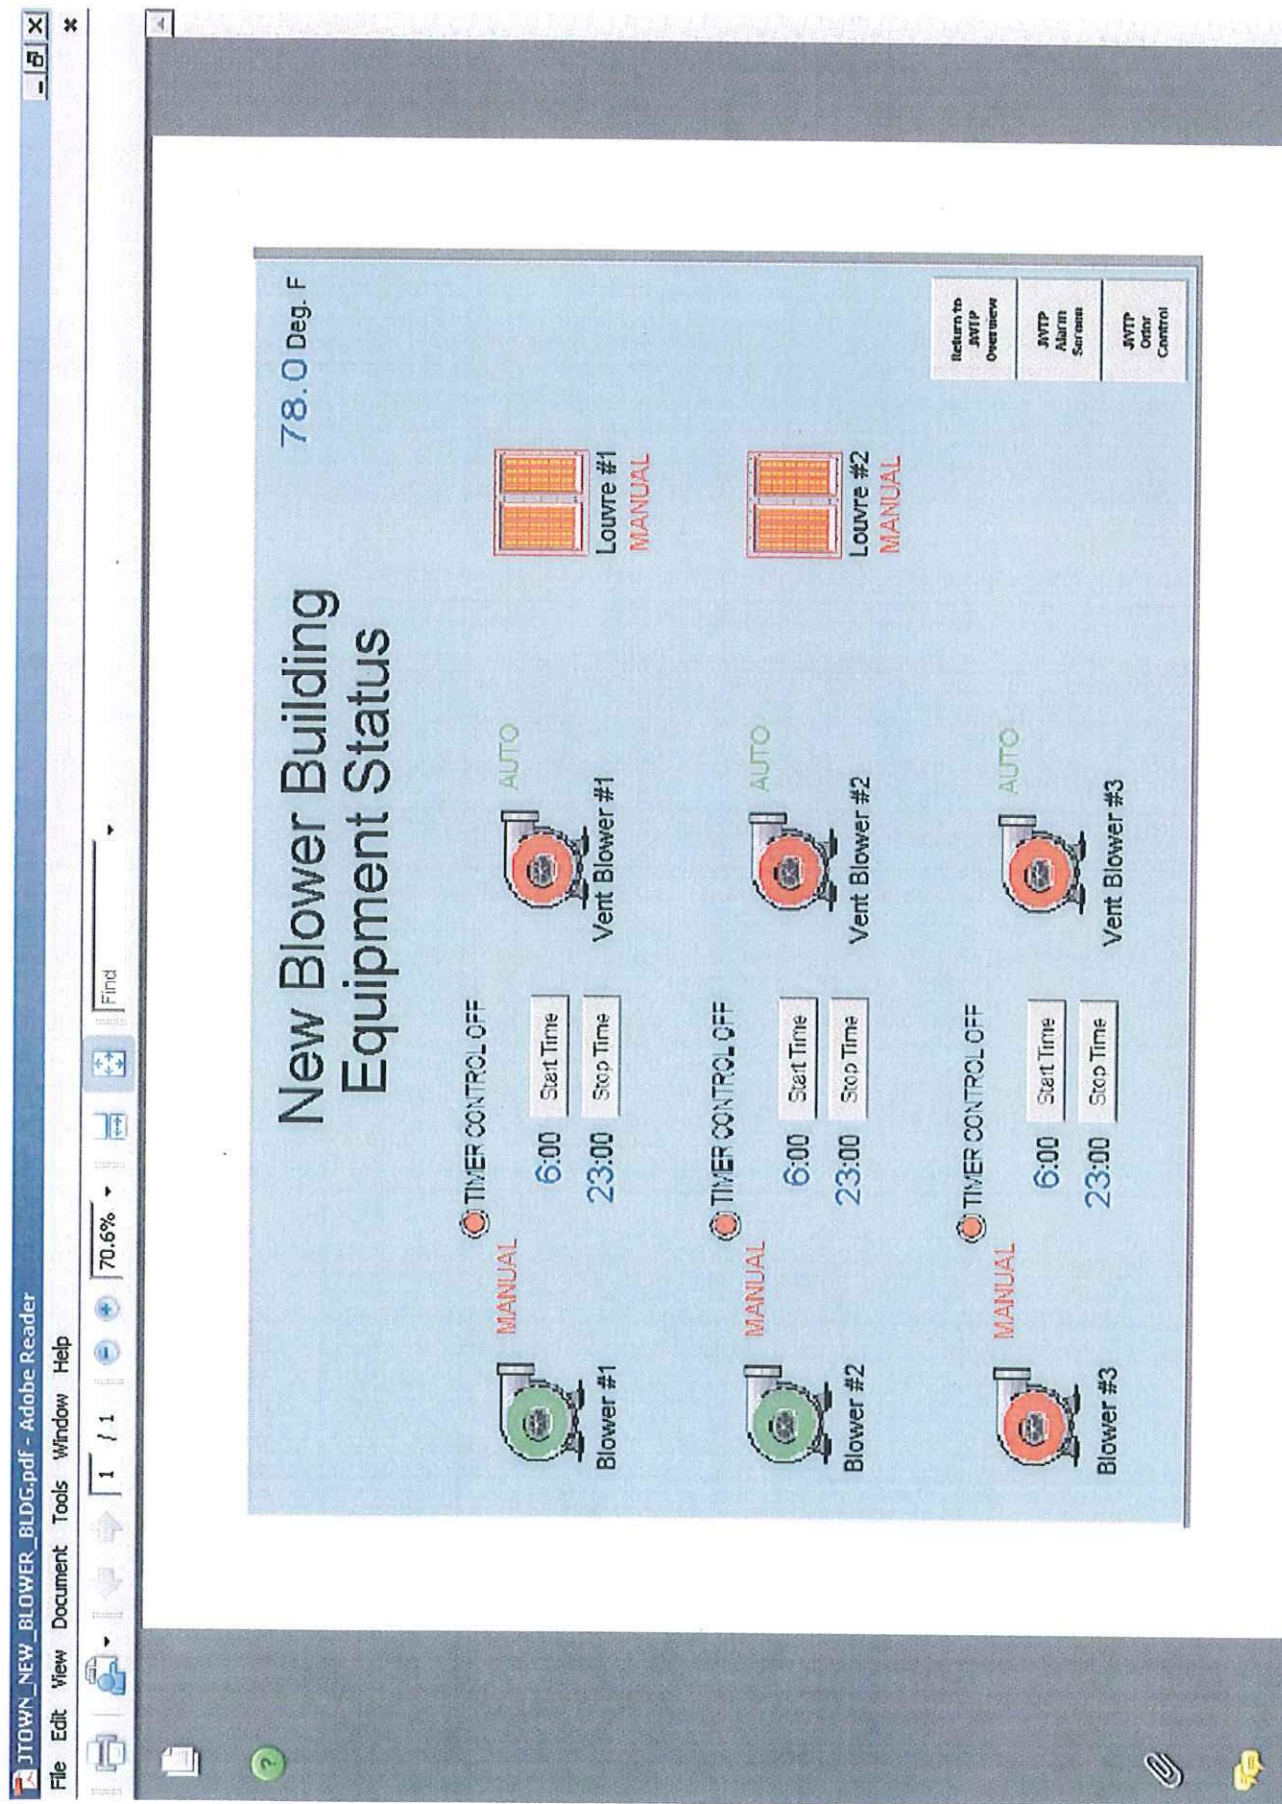 JTOWN_NEW_BLOWER_BLDG.pdf - Adobe Reader
File Edit View Document Tools Window Help
1 / 1 70.6% Find
New Blower Building
Equipment Status
78.0 Deg. F
TIMER CONTROL OFF
MANUAL
AUTO
6:00 Start Time
23:00 Stop Time
Blower #1
Vent Blower #1
Louvre #1
MANUAL
TIMER CONTROL OFF
MANUAL
AUTO
6:00 Start Time
23:00 Stop Time
Blower #2
Vent Blower #2
Louvre #2
MANUAL
TIMER CONTROL OFF
MANUAL
AUTO
6:00 Start Time
23:00 Stop Time
Blower #3
Vent Blower #3
Return to
JWTP
Overview
JWTP
Alarm
Screen
JWTP
Odor
Control